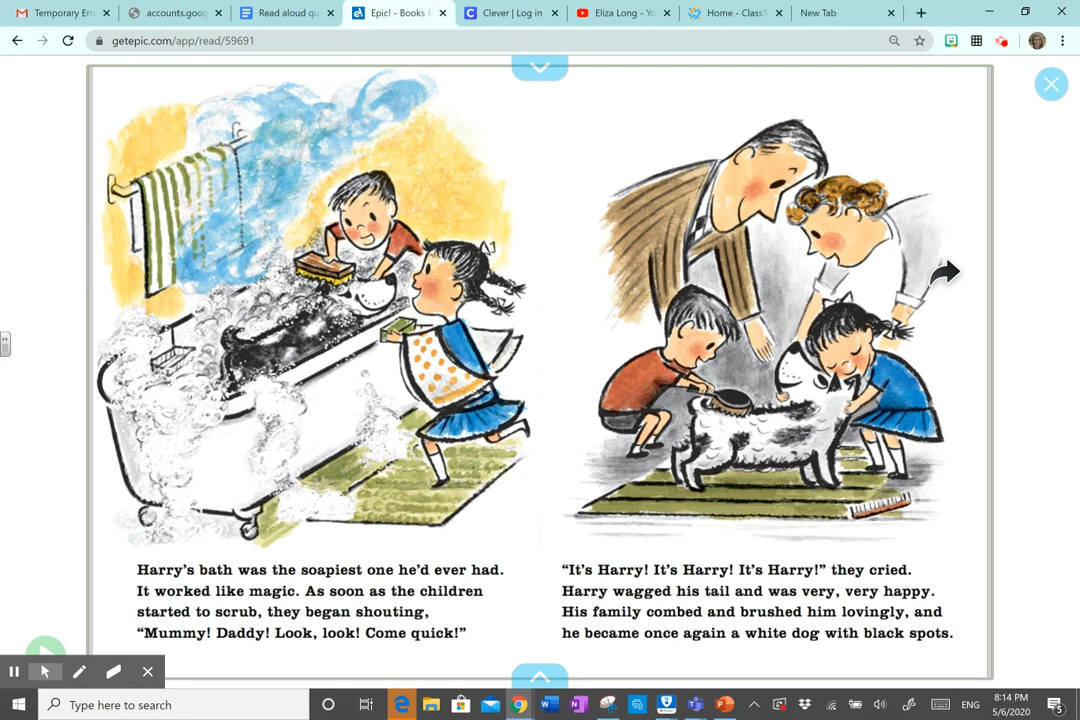 Temporary Err
accounts.goog
Read aloud qu
Epic! - Books f
Clever | Log in
Eliza Long - Yo
Home - ClassT
New Tab
getepic.com/app/read/59691
Harry's bath was the soapiest one he'd ever had.
It worked like magic. As soon as the children
started to scrub, they began shouting,
"Mummy! Daddy! Look, look! Come quick!"
"It's Harry! It's Harry! It's Harry!" they cried.
Harry wagged his tail and was very, very happy.
His family combed and brushed him lovingly, and
he became once again a white dog with black spots.
Type here to search
ENG
8:14 PM
5/6/2020
5